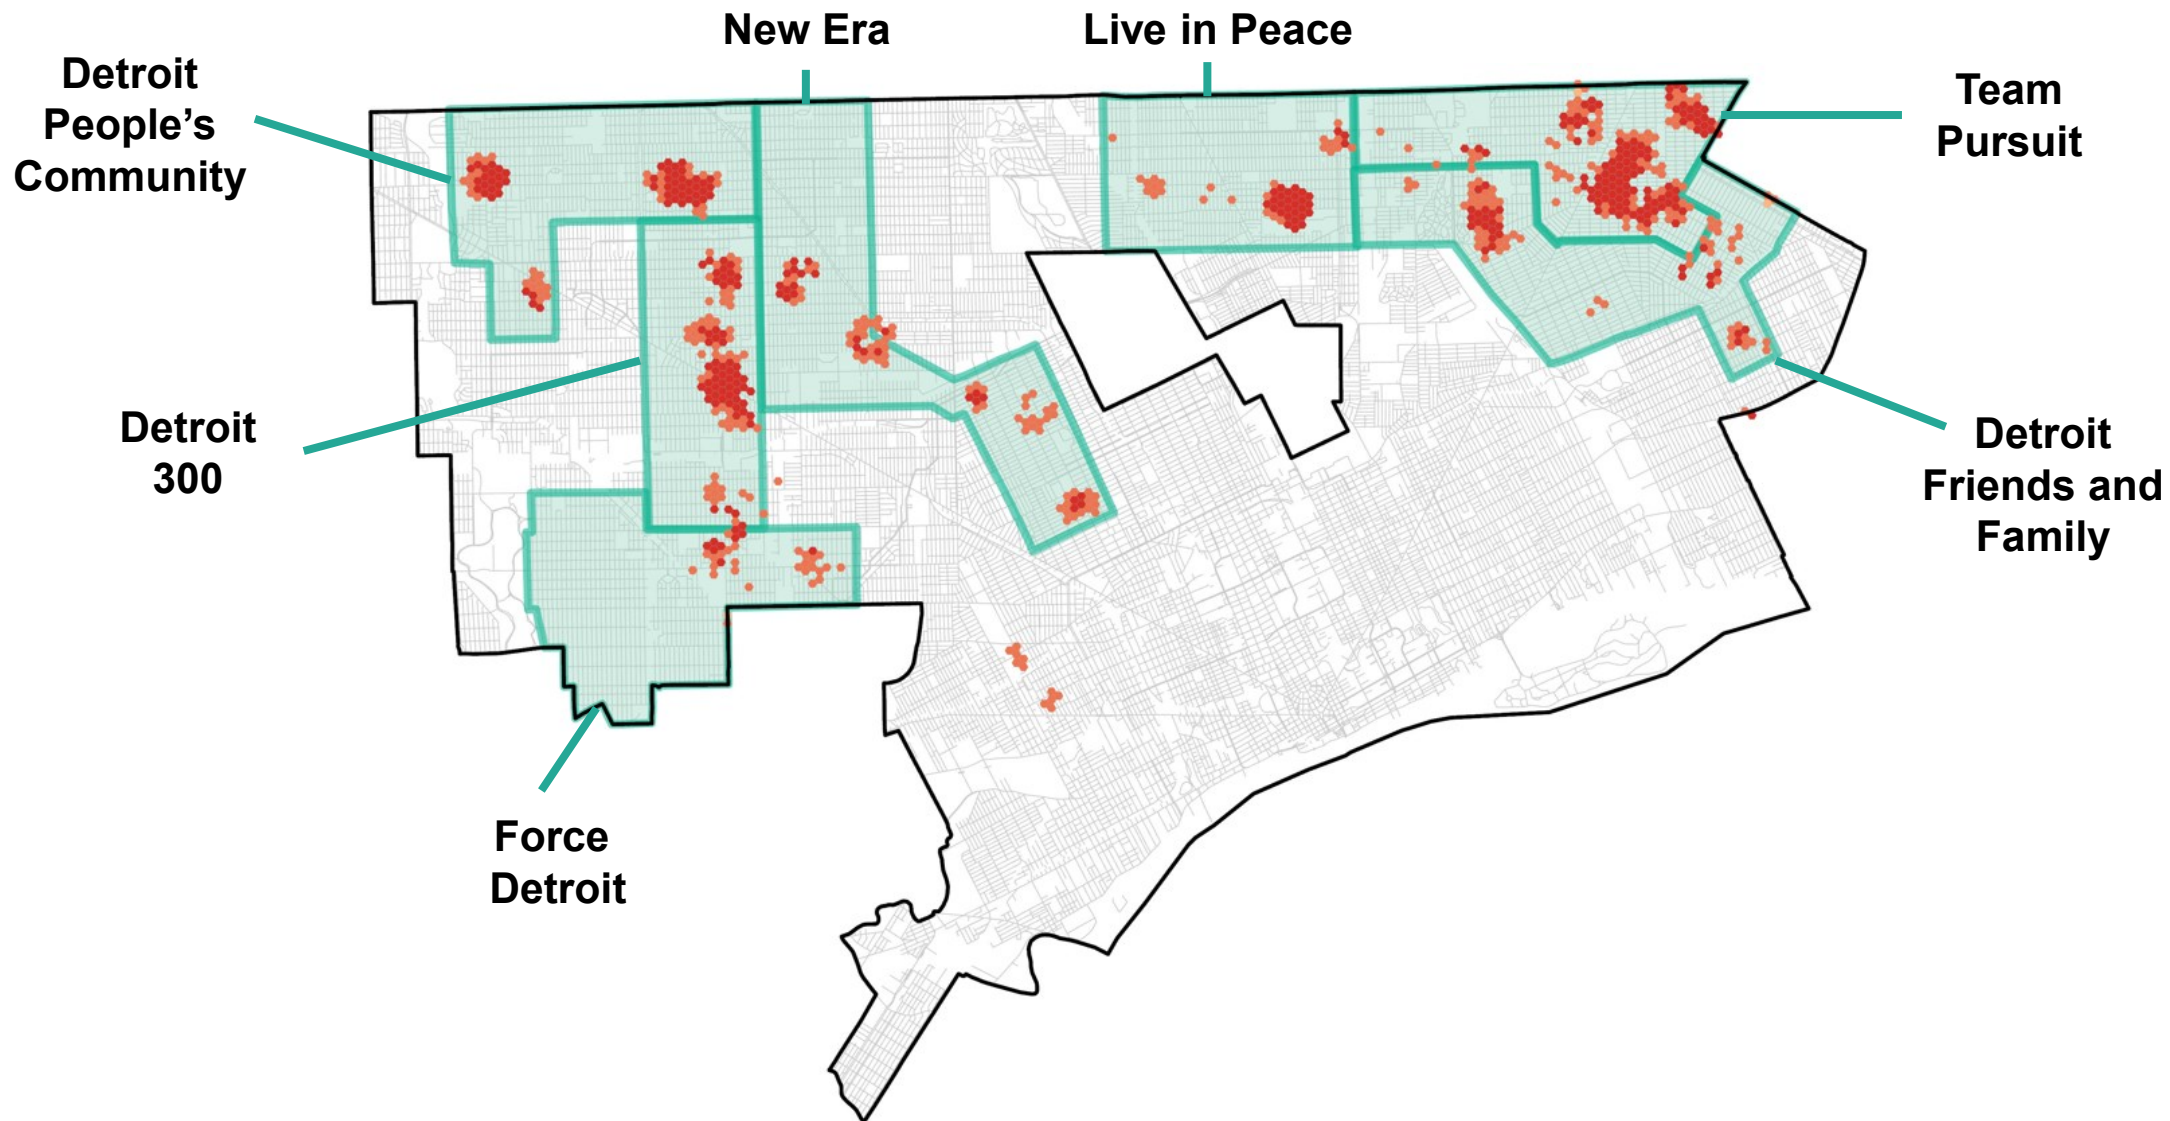 New Era
Live in Peace
Detroit
People’s
Community
Team
Pursuit
Detroit
300
Detroit
Friends and
Family
Force
Detroit